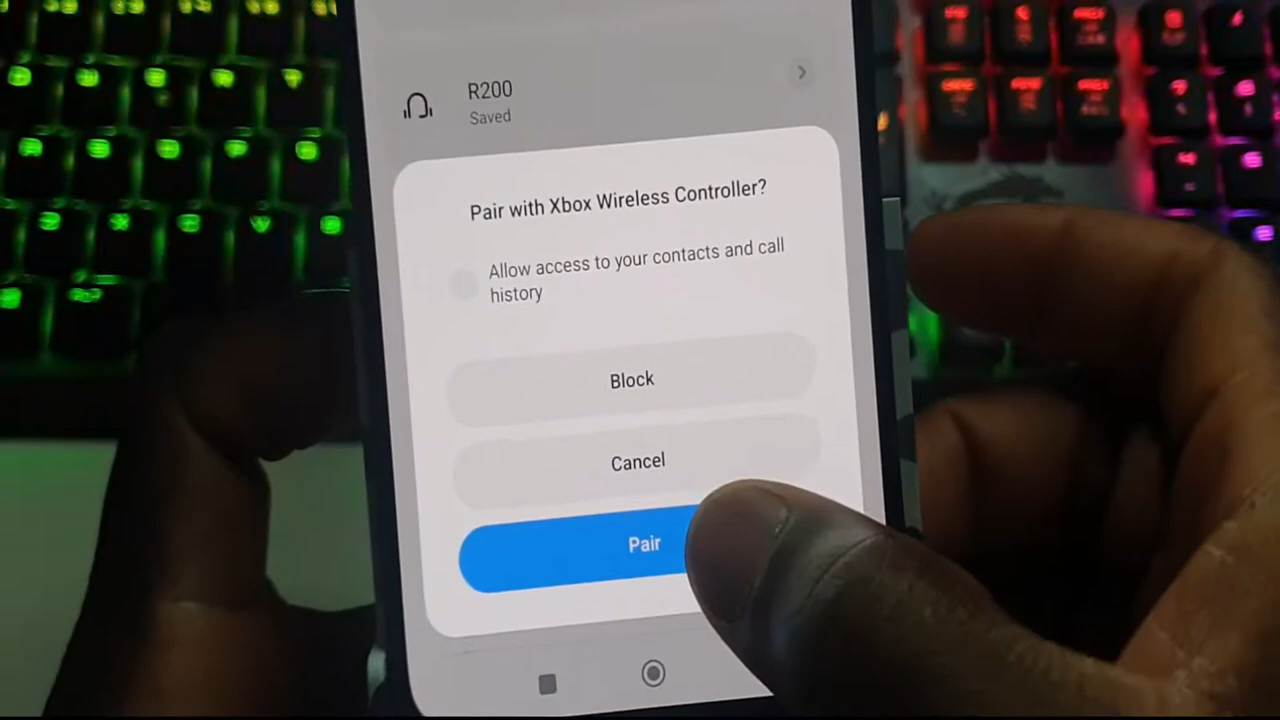 R200
Saved
Pair with Xbox Wireless Controller?
Allow access to your contacts and call
history
Block
Cancel
Pair